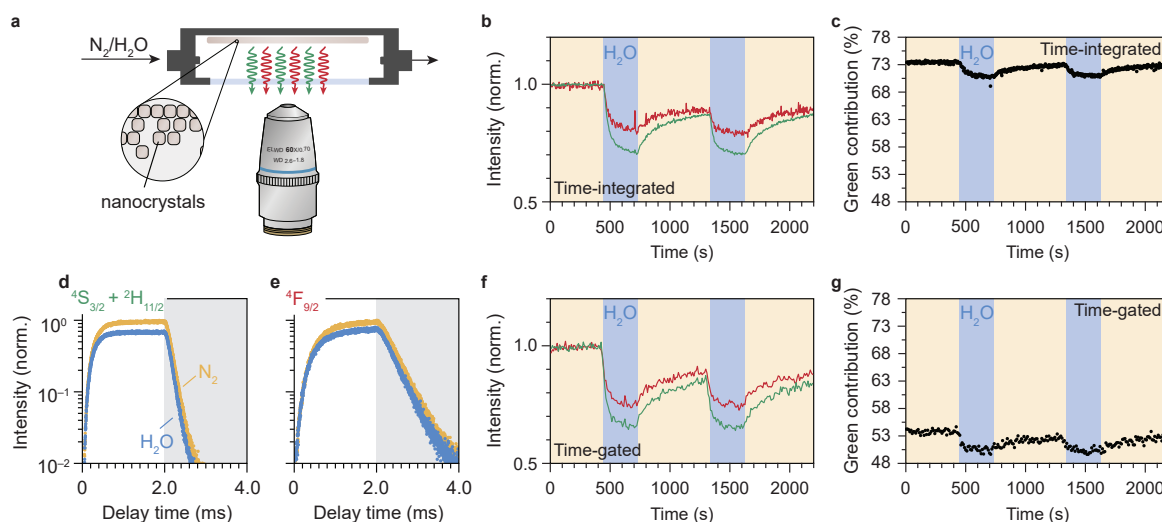 a
N₂/H₂O
ELWD 60X/0.70
WD 2.6–1.8
nanocrystals
b
Intensity (norm.)
1.0
0.5
H₂O
Time-integrated
0 500 1000 1500 2000
Time (s)
c
Green contribution (%)
78
73
68
63
58
53
48
H₂O
Time-integrated
0 500 1000 1500 2000
Time (s)
d
⁴S₃/₂ + ²H₁₁/₂
Intensity (norm.)
10⁰
10⁻¹
10⁻²
N₂
H₂O
0 2.0 4.0
Delay time (ms)
e
⁴F₉/₂
0 2.0 4.0
Delay time (ms)
f
Intensity (norm.)
1.0
0.5
H₂O
Time-gated
0 500 1000 1500 2000
Time (s)
g
Green contribution (%)
78
73
68
63
58
53
48
H₂O
Time-gated
0 500 1000 1500 2000
Time (s)